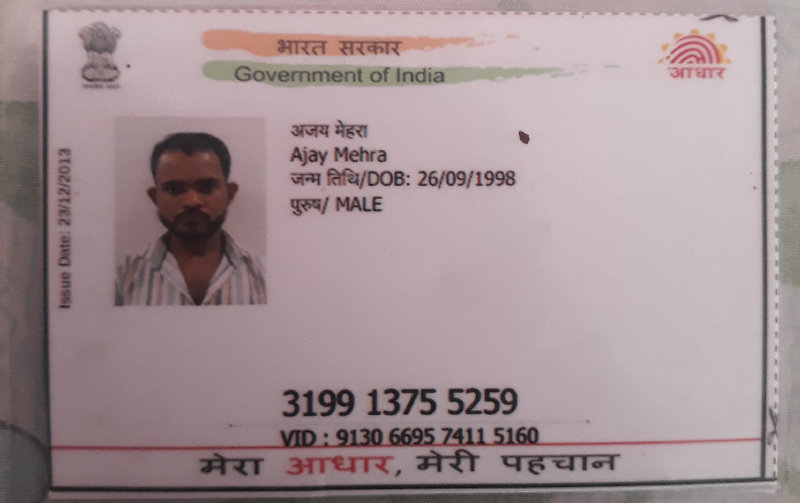 भारत सरकार
Government of India
आधार
Issue Date: 23/12/2013
अजय मेहरा
Ajay Mehra
जन्म तिथि/DOB: 26/09/1998
पुरुष/ MALE
3199 1375 5259
VID : 9130 6695 7411 5160
मेरा आधार, मेरी पहचान